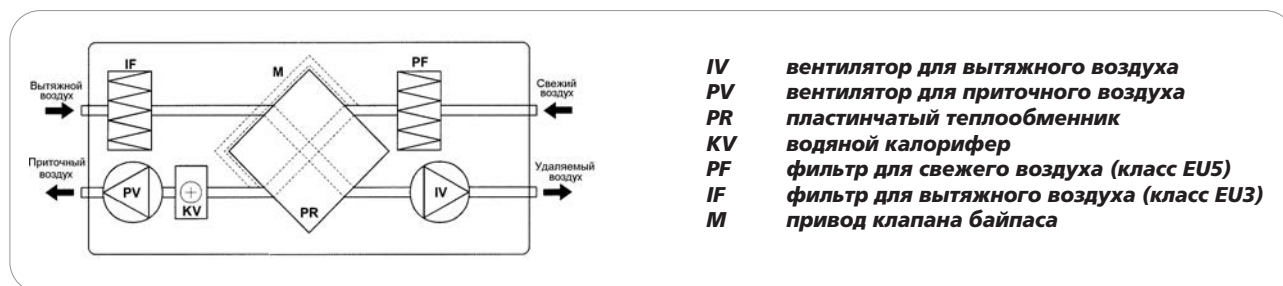 IF
M
PF
Вытяжной
воздух
Свежий
воздух
Приточный
воздух
Удаляемый
воздух
PV
KV
PR
IV
IV вентилятор для вытяжного воздуха
PV вентилятор для приточного воздуха
PR пластинчатый теплообменник
KV водяной калорифер
PF фильтр для свежего воздуха (класс EU5)
IF фильтр для вытяжного воздуха (класс EU3)
M привод клапана байпаса